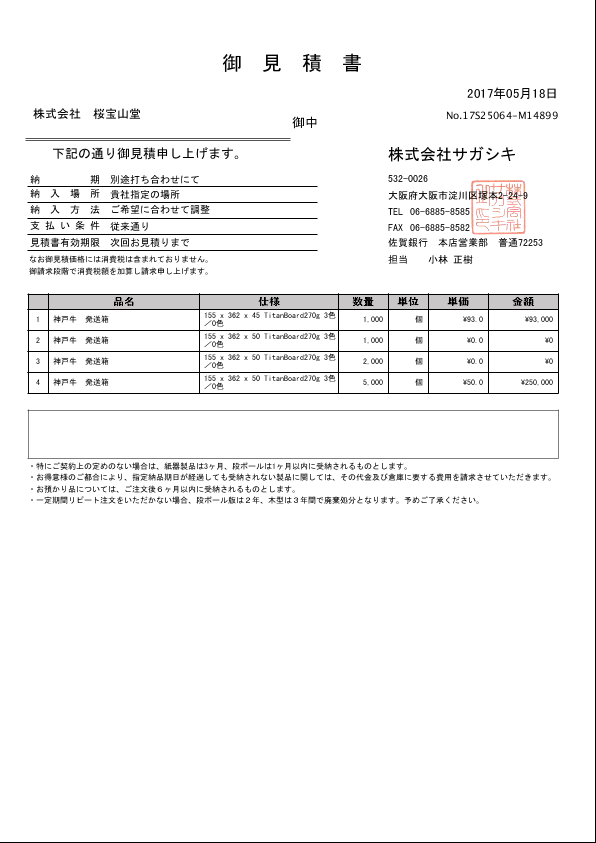 御見積書
2017年05月18日
株式会社　桜宝山堂
No.17S25064-M14899
御中
下記の通り御見積申し上げます。
株式会社サガシキ
納期　別途打ち合わせにて
532-0026
納入場所　貴社指定の場所
大阪府大阪市淀川区塚本2-24-9
納入方法　ご希望に合わせて調整
TEL 06-6885-8585
支払い条件　従来通り
FAX 06-6885-8582
見積書有効期限　次回お見積りまで
佐賀銀行　本店営業部　普通72253
なお御見積価格には消費税は含まれておりません。
担当　小林 正樹
御請求段階で消費税額を加算し請求申し上げます。
品名 仕様 数量 単位 単価 金額
1 神戸牛　発送箱 155 x 362 x 45 TitanBoard270g 3色／0色 1,000 個 ¥93.0 ¥93,000
2 神戸牛　発送箱 155 x 362 x 50 TitanBoard270g 3色／0色 1,000 個 ¥0.0 ¥0
3 神戸牛　発送箱 155 x 362 x 50 TitanBoard270g 3色／0色 2,000 個 ¥0.0 ¥0
4 神戸牛　発送箱 155 x 362 x 50 TitanBoard270g 3色／0色 5,000 個 ¥50.0 ¥250,000
・特にご契約上の定めのない場合は、紙器製品は3ヶ月、段ボールは1ヶ月以内に受納されるものとします。
・お得意様のご都合により、指定納品期日が経過しても受納されない製品に関しては、その代金及び倉庫に要する費用を請求させていただきます。
・お預かり品については、ご注文後６ヶ月以内に受納されるものとします。
・一定期間リピート注文をいただかない場合、段ボール版は２年、木型は３年間で廃棄処分となります。予めご了承ください。